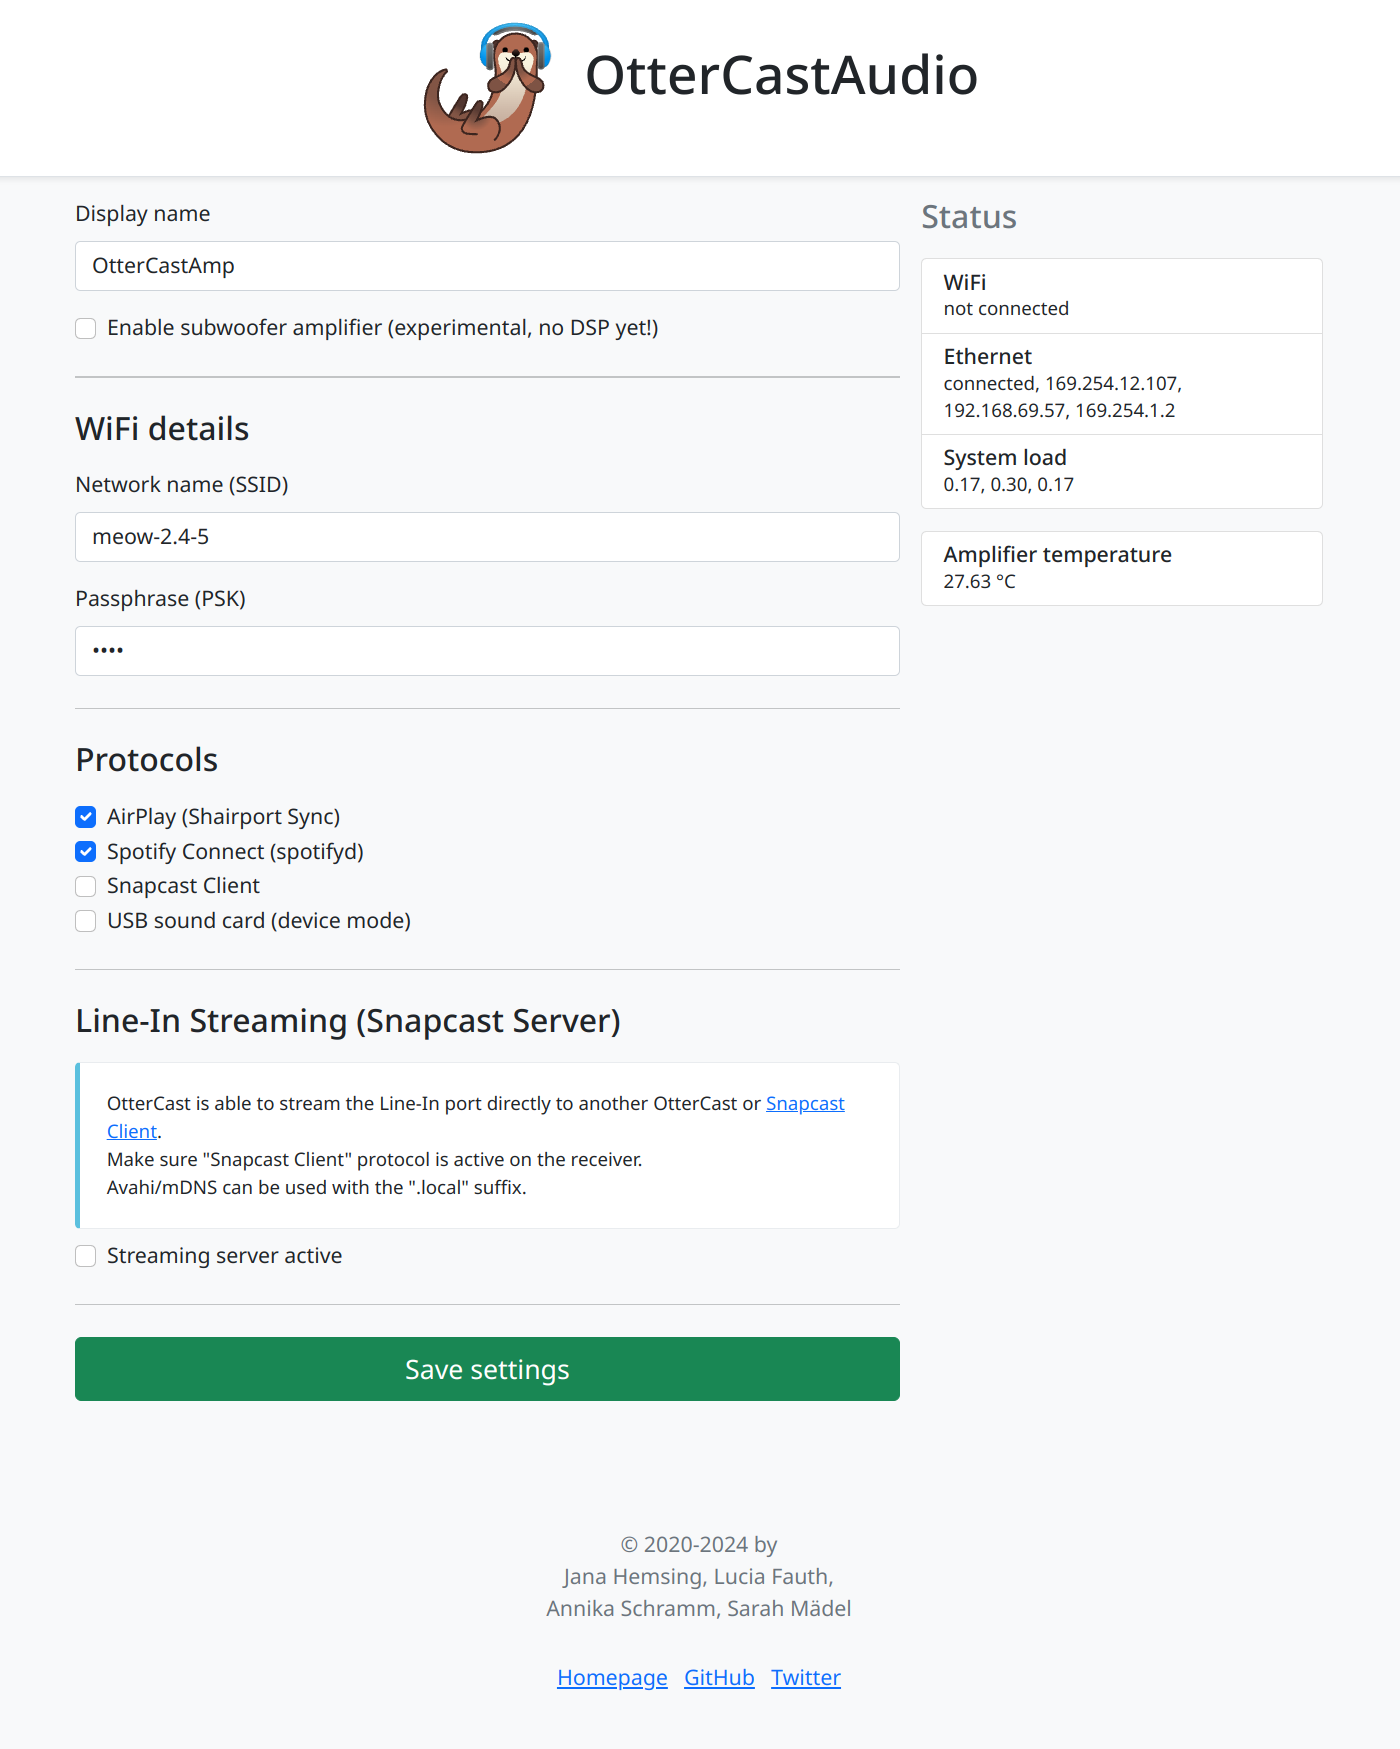 OtterCastAudio
Display name
OtterCastAmp
Enable subwoofer amplifier (experimental, no DSP yet!)
WiFi details
Network name (SSID)
meow-2.4-5
Passphrase (PSK)
••••
Protocols
AirPlay (Shairport Sync)
Spotify Connect (spotifyd)
Snapcast Client
USB sound card (device mode)
Line-In Streaming (Snapcast Server)
OtterCast is able to stream the Line-In port directly to another OtterCast or Snapcast
Client.
Make sure "Snapcast Client" protocol is active on the receiver.
Avahi/mDNS can be used with the ".local" suffix.
Streaming server active
Save settings
Status
WiFi
not connected
Ethernet
connected, 169.254.12.107,
192.168.69.57, 169.254.1.2
System load
0.17, 0.30, 0.17
Amplifier temperature
27.63 °C
© 2020-2024 by
Jana Hemsing, Lucia Fauth,
Annika Schramm, Sarah Mädel
Homepage GitHub Twitter